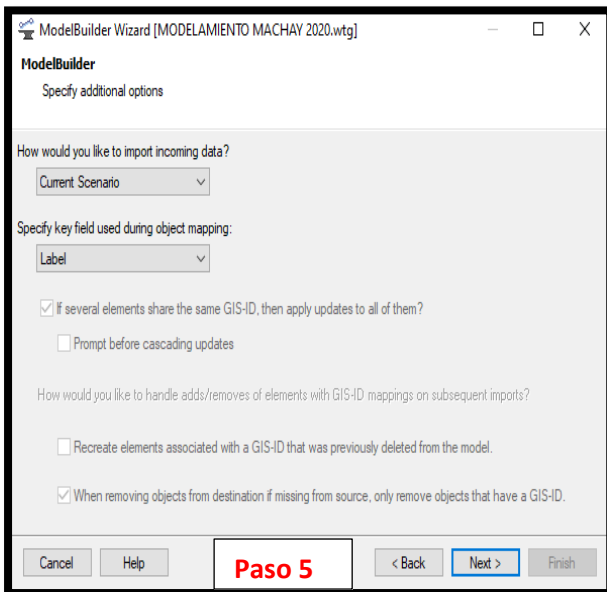 ModelBuilder Wizard [MODELAMIENTO MACHAY 2020.wtg]
ModelBuilder
Specify additional options
How would you like to import incoming data?
Current Scenario
Specify key field used during object mapping:
Label
If several elements share the same GIS-ID, then apply updates to all of them?
Prompt before cascading updates
How would you like to handle adds/removes of elements with GIS-ID mappings on subsequent imports?
Recreate elements associated with a GIS-ID that was previously deleted from the model.
When removing objects from destination if missing from source, only remove objects that have a GIS-ID.
Cancel Help Paso 5 < Back Next > Finish